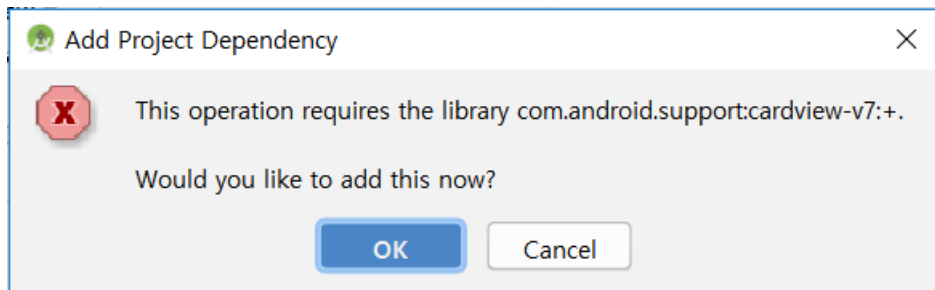 Add Project Dependency
This operation requires the library com.android.support:cardview-v7:+.
Would you like to add this now?
OK
Cancel